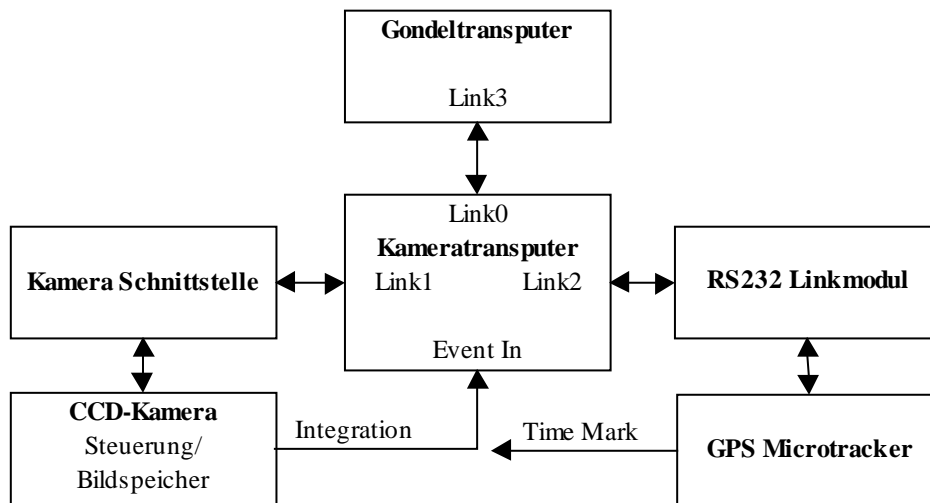 Gondeltransputer
Link3
Link0
Kameratransputer
Link1 Link2
Event In
Kamera Schnittstelle
RS232 Linkmodul
CCD-Kamera
Steuerung/
Bildspeicher
Integration
Time Mark
GPS Microtracker